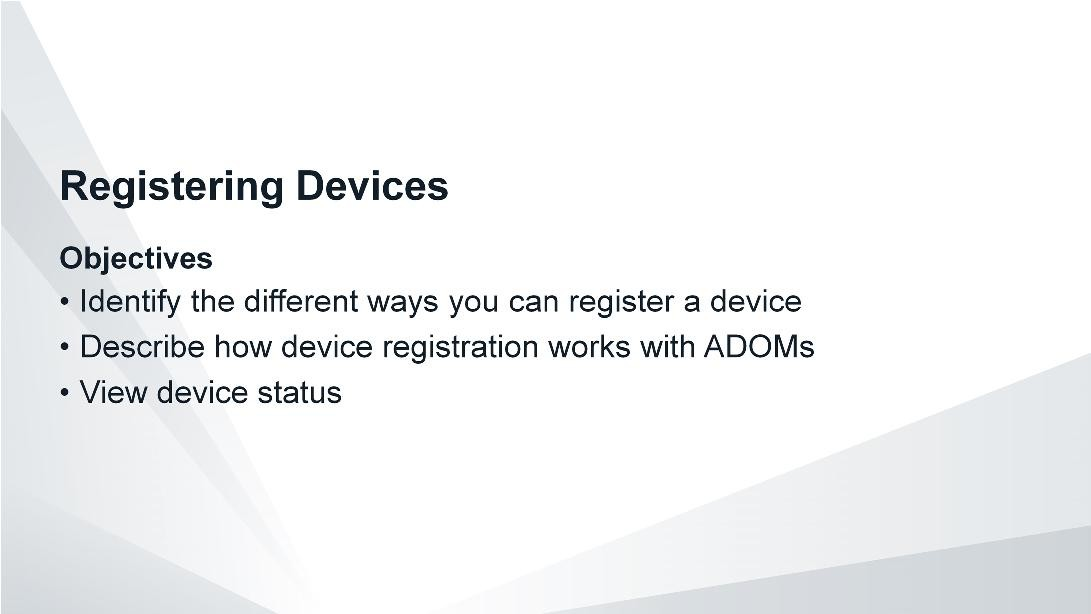 Registering Devices
Objectives
• Identify the different ways you can register a device
• Describe how device registration works with ADOMs
• View device status